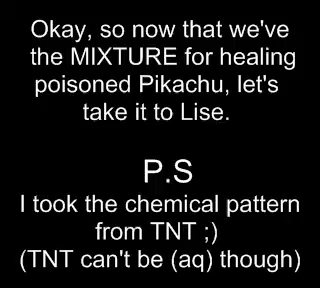 Okay, so now that we've
the MIXTURE for healing
poisoned Pikachu, let's
take it to Lise.
P.S
I took the chemical pattern
from TNT ;)
(TNT can't be (aq) though)